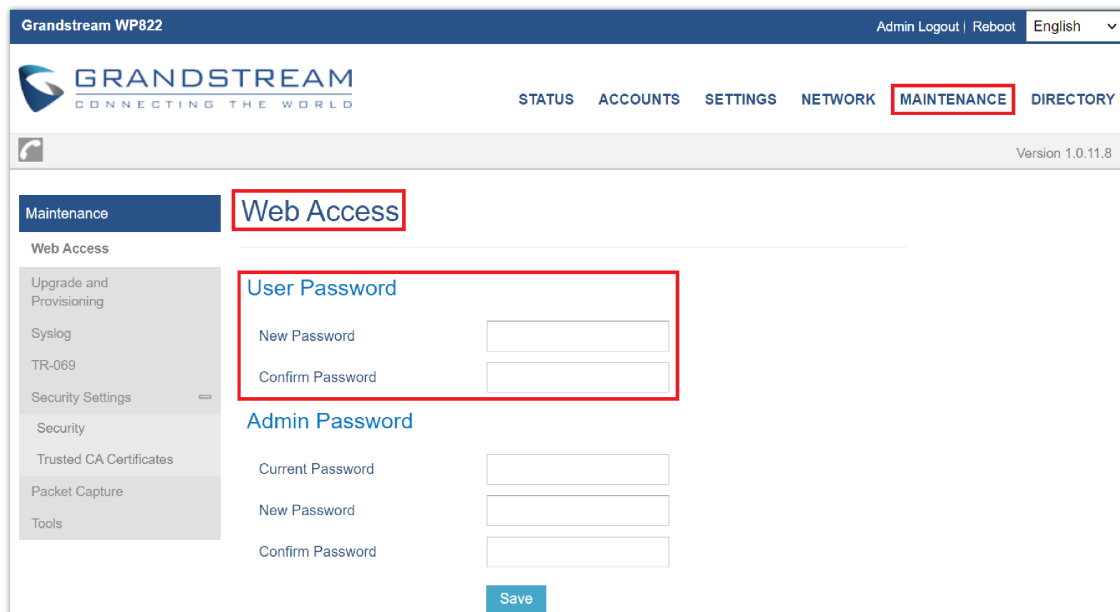 Grandstream WP822
Admin Logout | Reboot
English
GRANDSTREAM
CONNECTING THE WORLD
STATUS ACCOUNTS SETTINGS NETWORK MAINTENANCE DIRECTORY
Version 1.0.11.8
Maintenance
Web Access
Upgrade and
Provisioning
Syslog
TR-069
Security Settings
Security
Trusted CA Certificates
Packet Capture
Tools
Web Access
User Password
New Password
Confirm Password
Admin Password
Current Password
New Password
Confirm Password
Save